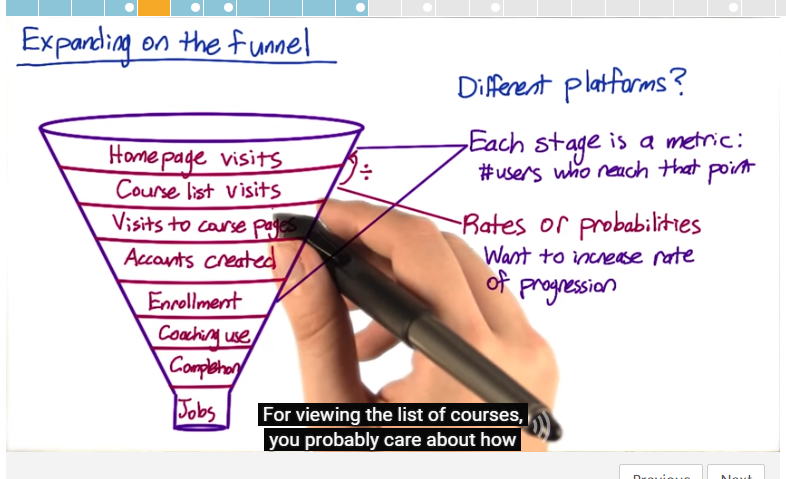 Expanding on the funnel
Different platforms?
Homepage visits
Course list visits
Visits to course pages
Accounts created
Enrollment
Coaching use
Completion
Jobs
÷
Each stage is a metric:
#users who reach that point
Rates or probabilities
Want to increase rate
of progression
For viewing the list of courses,
you probably care about how
Previous
Next